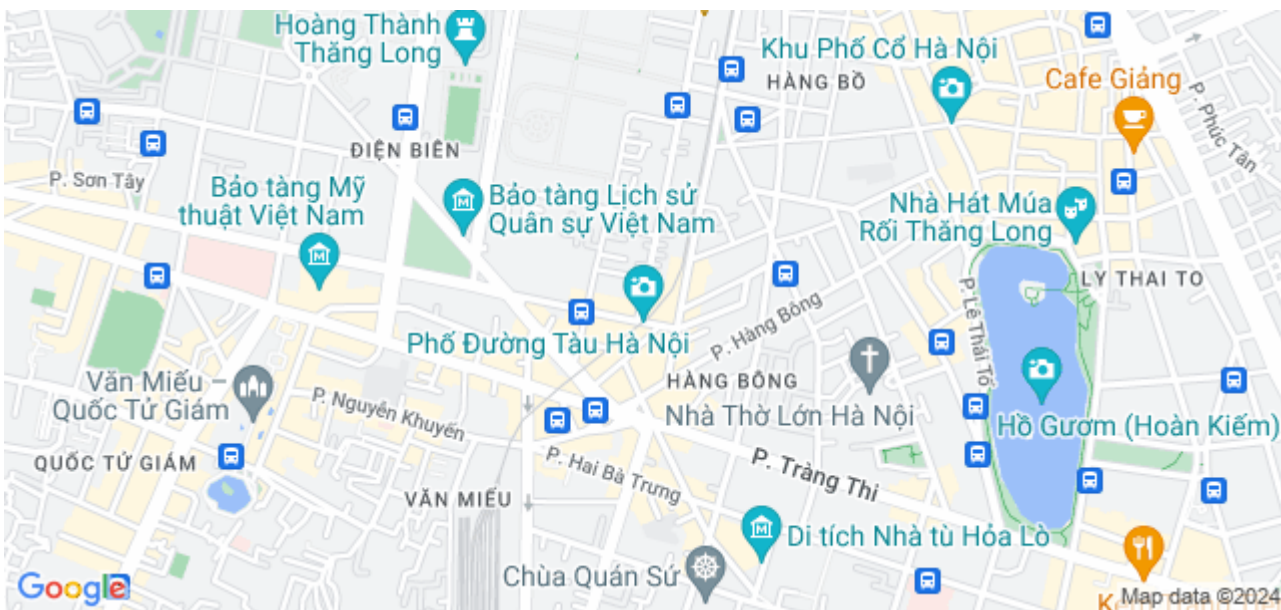 Hoàng Thành
Thăng Long
Khu Phố Cổ Hà Nội
HÀNG BỒ
Cafe Giảng
P. Phúc Tân
ĐIỆN BIÊN
P. Sơn Tây
Bảo tàng Mỹ
thuật Việt Nam
Bảo tàng Lịch sử
Quân sự Việt Nam
Nhà Hát Múa
Rối Thăng Long
LY THAI TO
P. Lê Thái Tổ
P. Hàng Bông
Phố Đường Tàu Hà Nội
HÀNG BÔNG
Nhà Thờ Lớn Hà Nội
Văn Miếu –
Quốc Tử Giám
P. Nguyễn Khuyến
Hồ Gươm (Hoàn Kiếm)
QUỐC TỬ GIÁM
P. Hai Bà Trưng
P. Tràng Thi
VĂN MIẾU
Di tích Nhà tù Hỏa Lò
Chùa Quán Sứ
Google
Map data ©2024